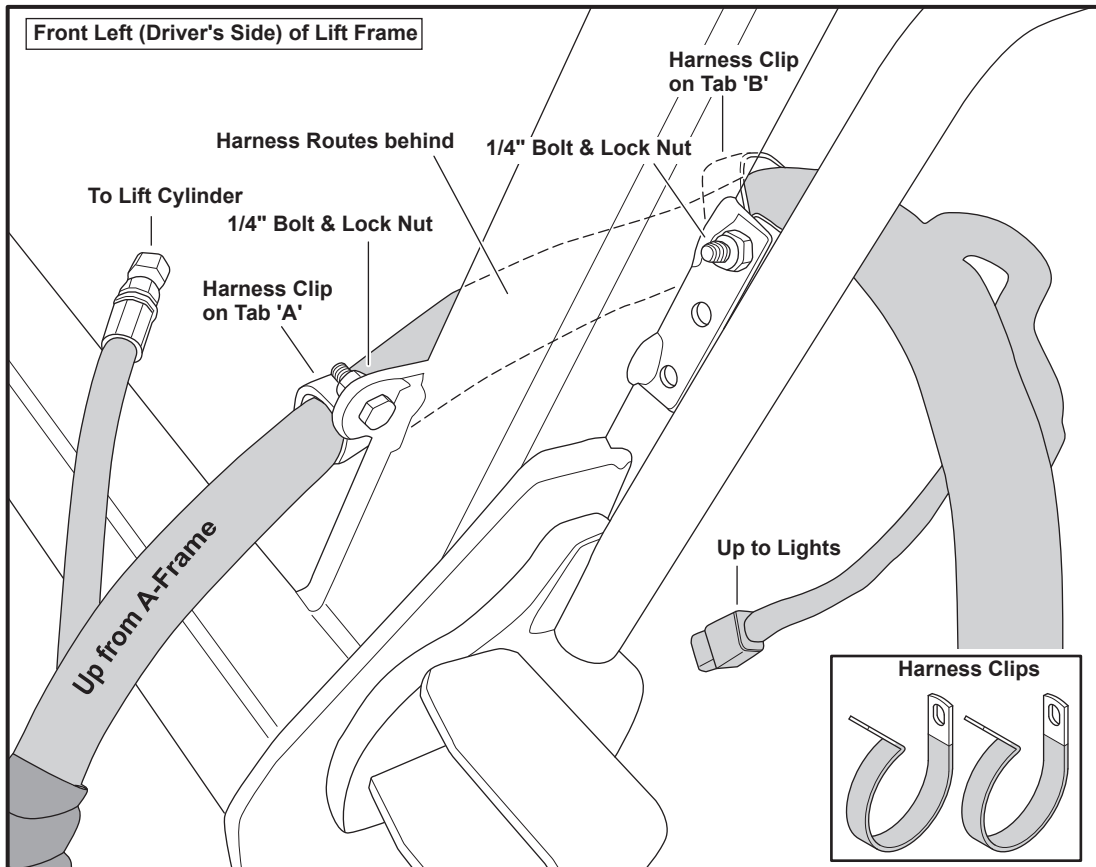 Front Left (Driver's Side) of Lift Frame
Harness Clip
on Tab 'B'
Harness Routes behind
1/4" Bolt & Lock Nut
To Lift Cylinder
1/4" Bolt & Lock Nut
Harness Clip
on Tab 'A'
Up from A-Frame
Up to Lights
Harness Clips